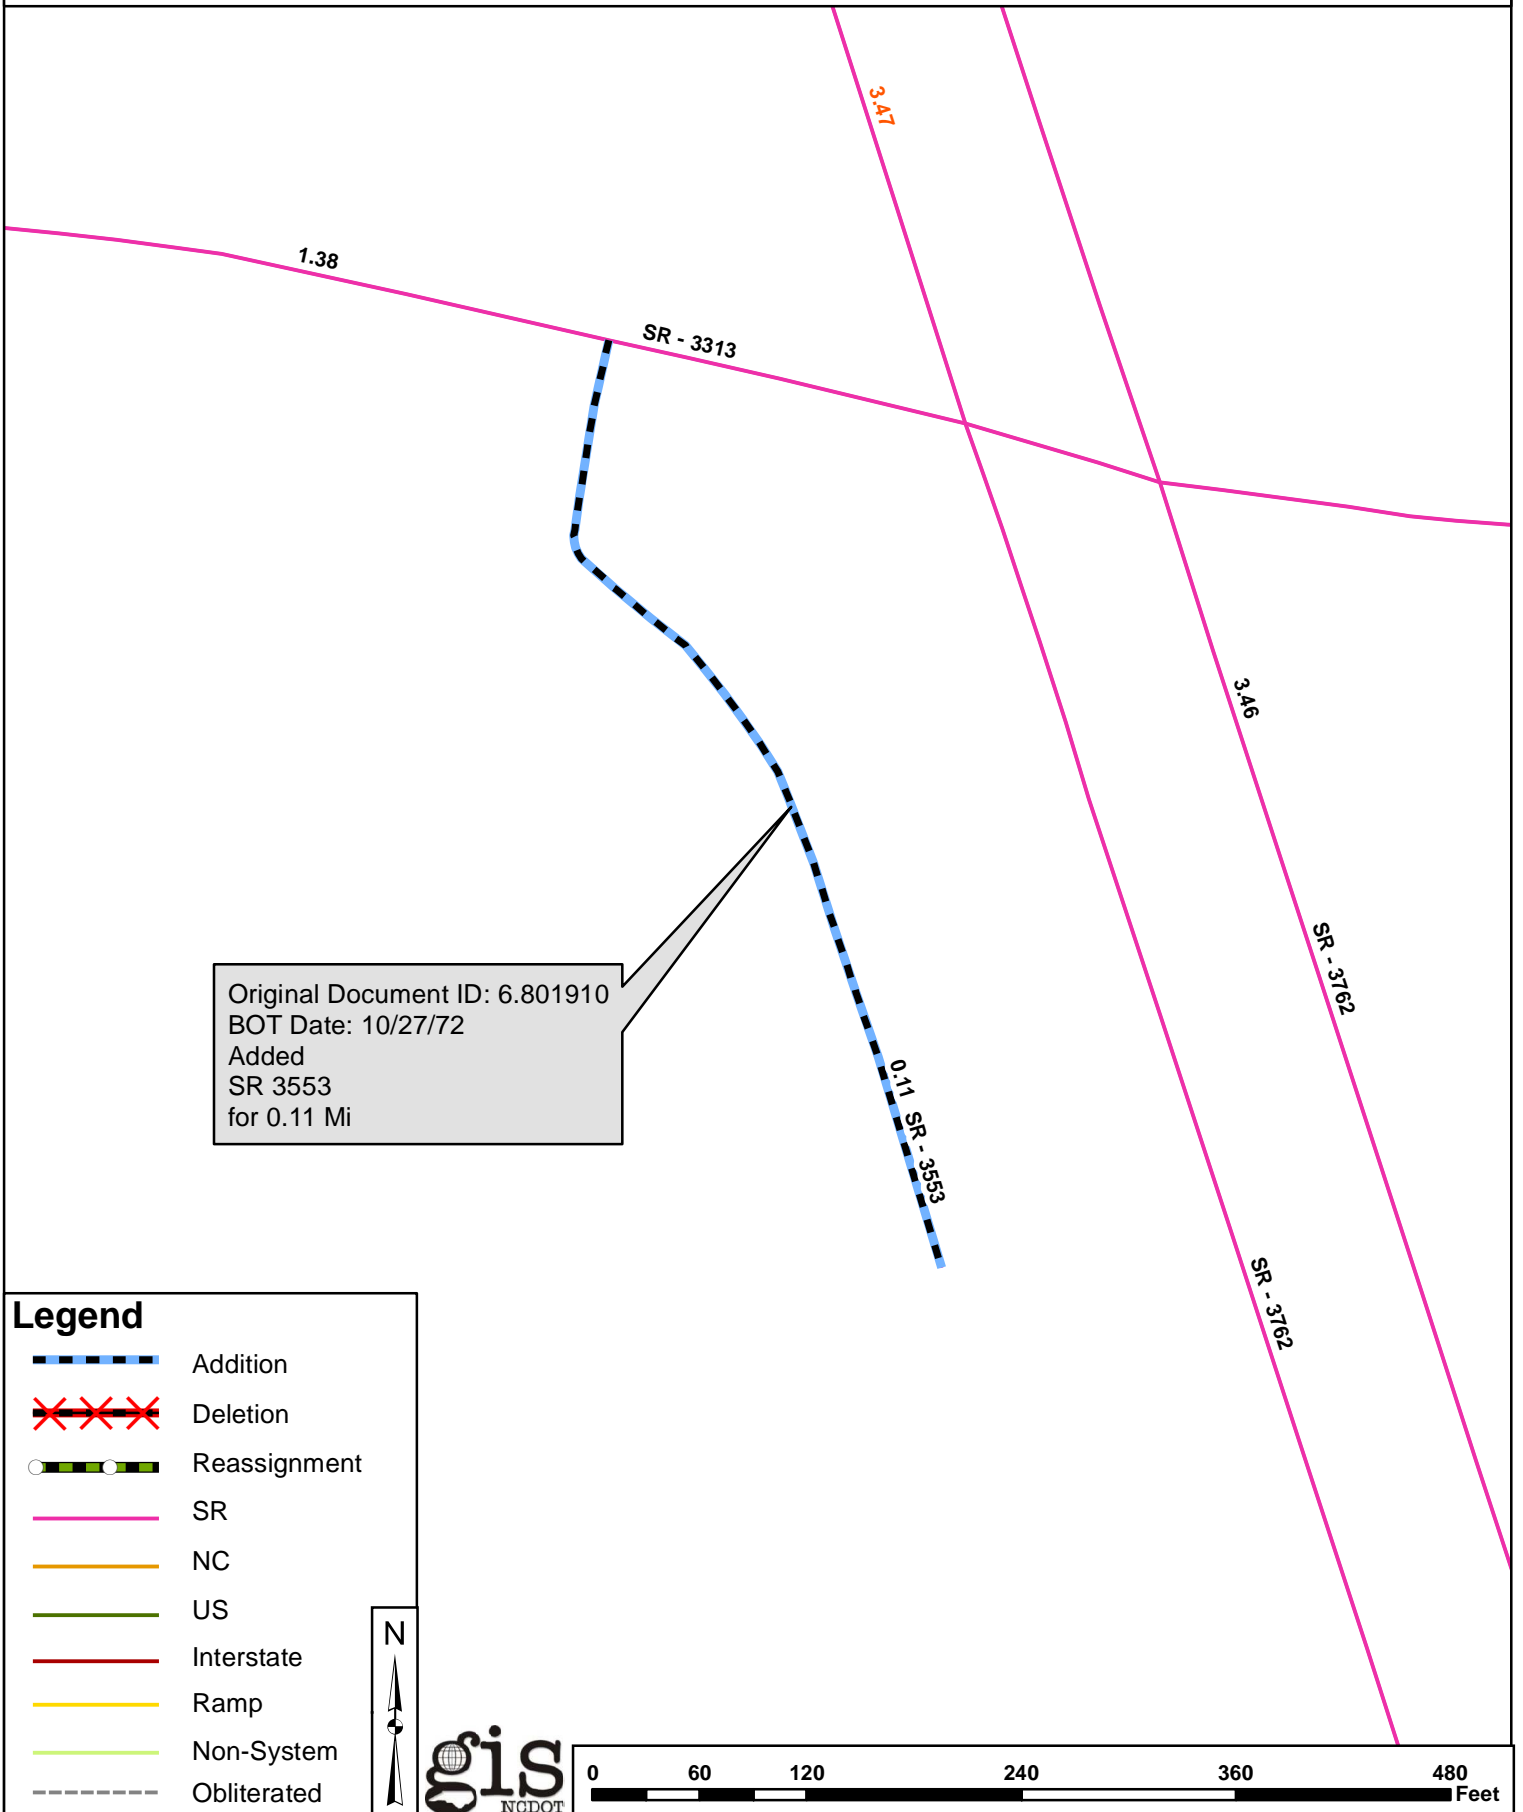 3.47
1.38
SR - 3313
3.46
SR - 3762
Original Document ID: 6.801910
BOT Date: 10/27/72
Added
SR 3553
for 0.11 Mi
0.11 SR - 3553
SR - 3762
Legend
Addition
Deletion
Reassignment
SR
NC
US
Interstate
Ramp
Non-System
Obliterated
N
gis
NCDOT
0 60 120 240 360 480
Feet